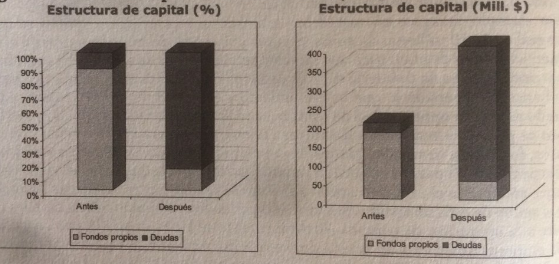 Estructura de capital (%)
100%
90%
80%
70%
60%
50%
40%
30%
20%
10%
0%
Antes
Después
Fondos propios
Deudas
Estructura de capital (Mill. $)
400
350
300
250
200
150
100
50
0
Antes
Después
Fondos propios
Deudas